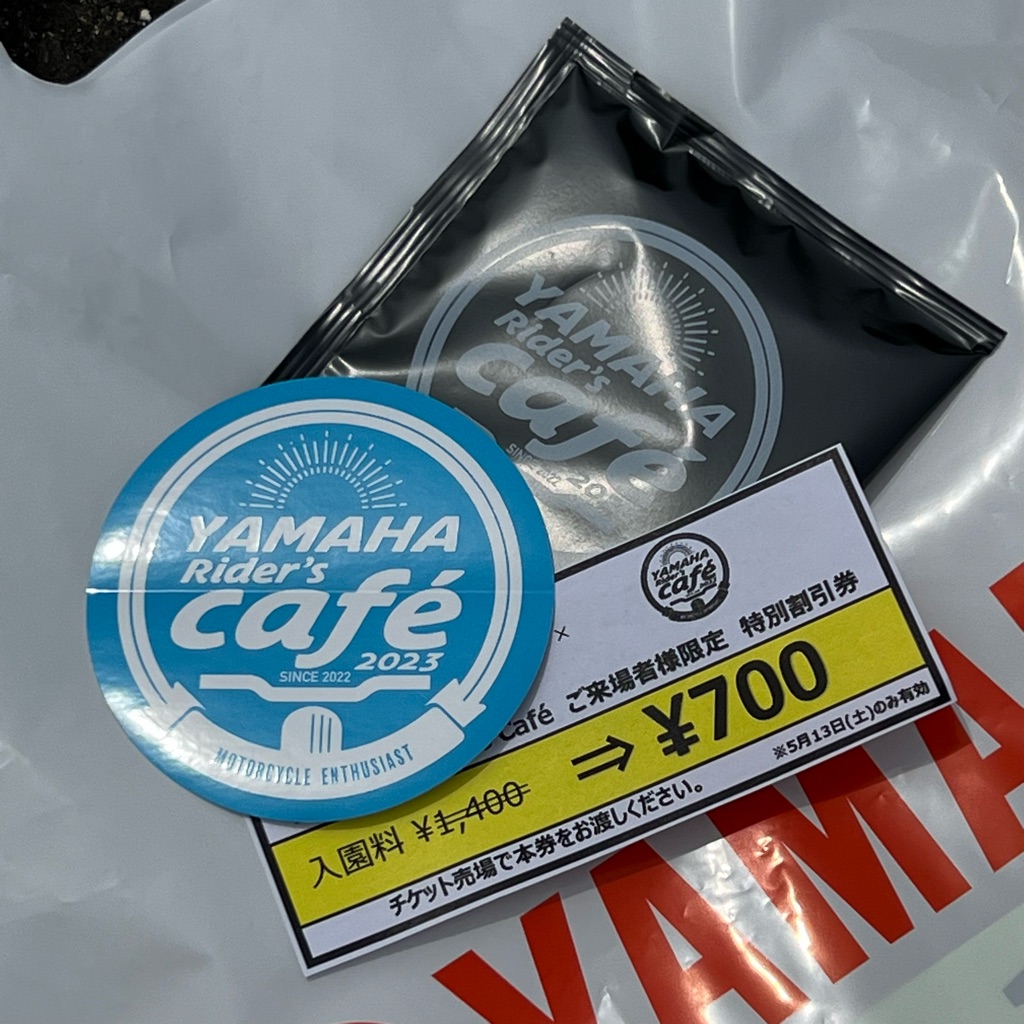 YAMAHA
Rider's
café
SINCE
20
YAMAHA
Rider's
café
2023
SINCE 2022
MOTORCYCLE ENTHUSIAST
YAMAHA
Rider's
café
×
Café ご来場者様限定 特別割引券
入園料 ¥1,400 ⇒ ¥700
※5月13日(土)のみ有効
チケット売場で本券をお渡しください。
YAMA